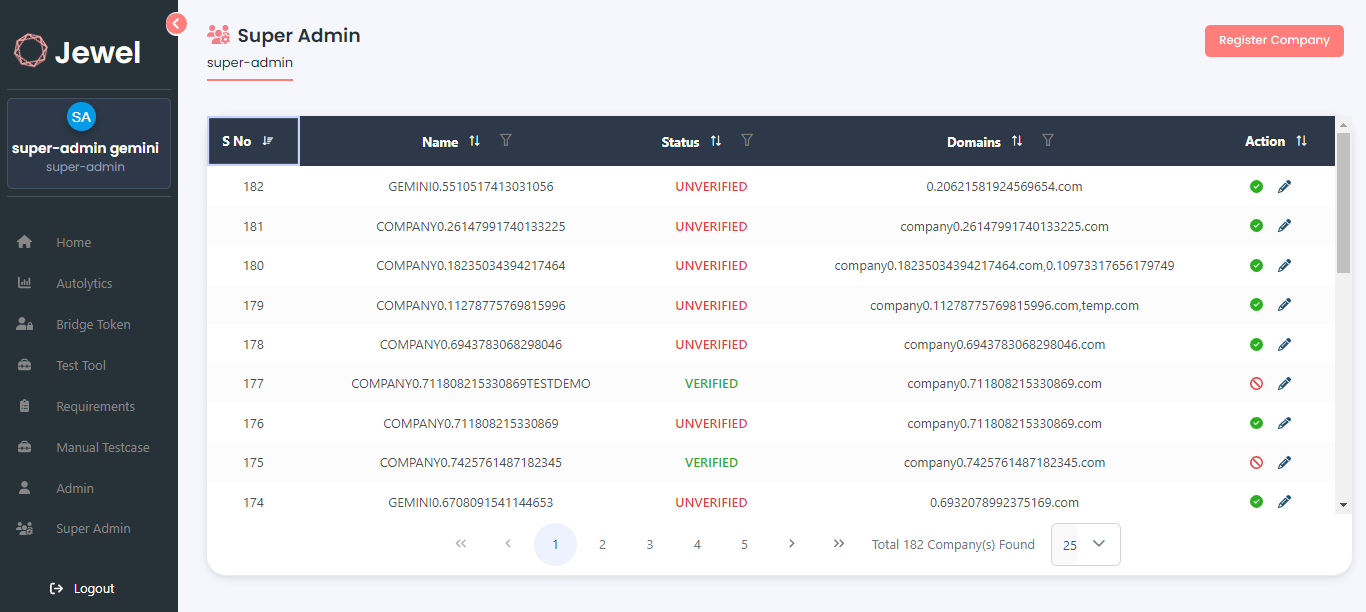 Jewel
SA
super-admin gemini
super-admin
Home
Autolytics
Bridge Token
Test Tool
Requirements
Manual Testcase
Admin
Super Admin
Logout
Super Admin
super-admin
Register Company
S No Name Status Domains Action
182 GEMINI0.5510517413031056 UNVERIFIED 0.20621581924569654.com
181 COMPANY0.26147991740133225 UNVERIFIED company0.26147991740133225.com
180 COMPANY0.18235034394217464 UNVERIFIED company0.18235034394217464.com,0.10973317656179749
179 COMPANY0.11278775769815996 UNVERIFIED company0.11278775769815996.com,temp.com
178 COMPANY0.6943783068298046 UNVERIFIED company0.6943783068298046.com
177 COMPANY0.711808215330869TESTDEMO VERIFIED company0.711808215330869.com
176 COMPANY0.711808215330869 UNVERIFIED company0.711808215330869.com
175 COMPANY0.7425761487182345 VERIFIED company0.7425761487182345.com
174 GEMINI0.6708091541144653 UNVERIFIED 0.6932078992375169.com
1 2 3 4 5 Total 182 Company(s) Found 25